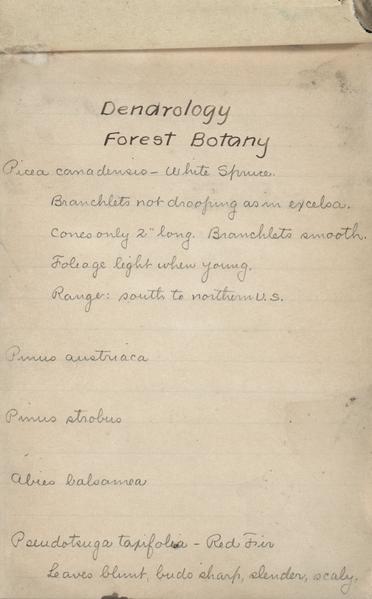 Dendrology
Forest Botany
Picea canadensis - White Spruce.
Branchlets not drooping as in excelsa.
Cones only 2" long. Branchlets smooth.
Foliage light when young.
Range: south to northern U.S.
Pinus austriaca
Pinus strobus
Abies balsamea
Pseudotsuga taxifolia - Red Fir
Leaves blunt, buds sharp, slender, scaly.